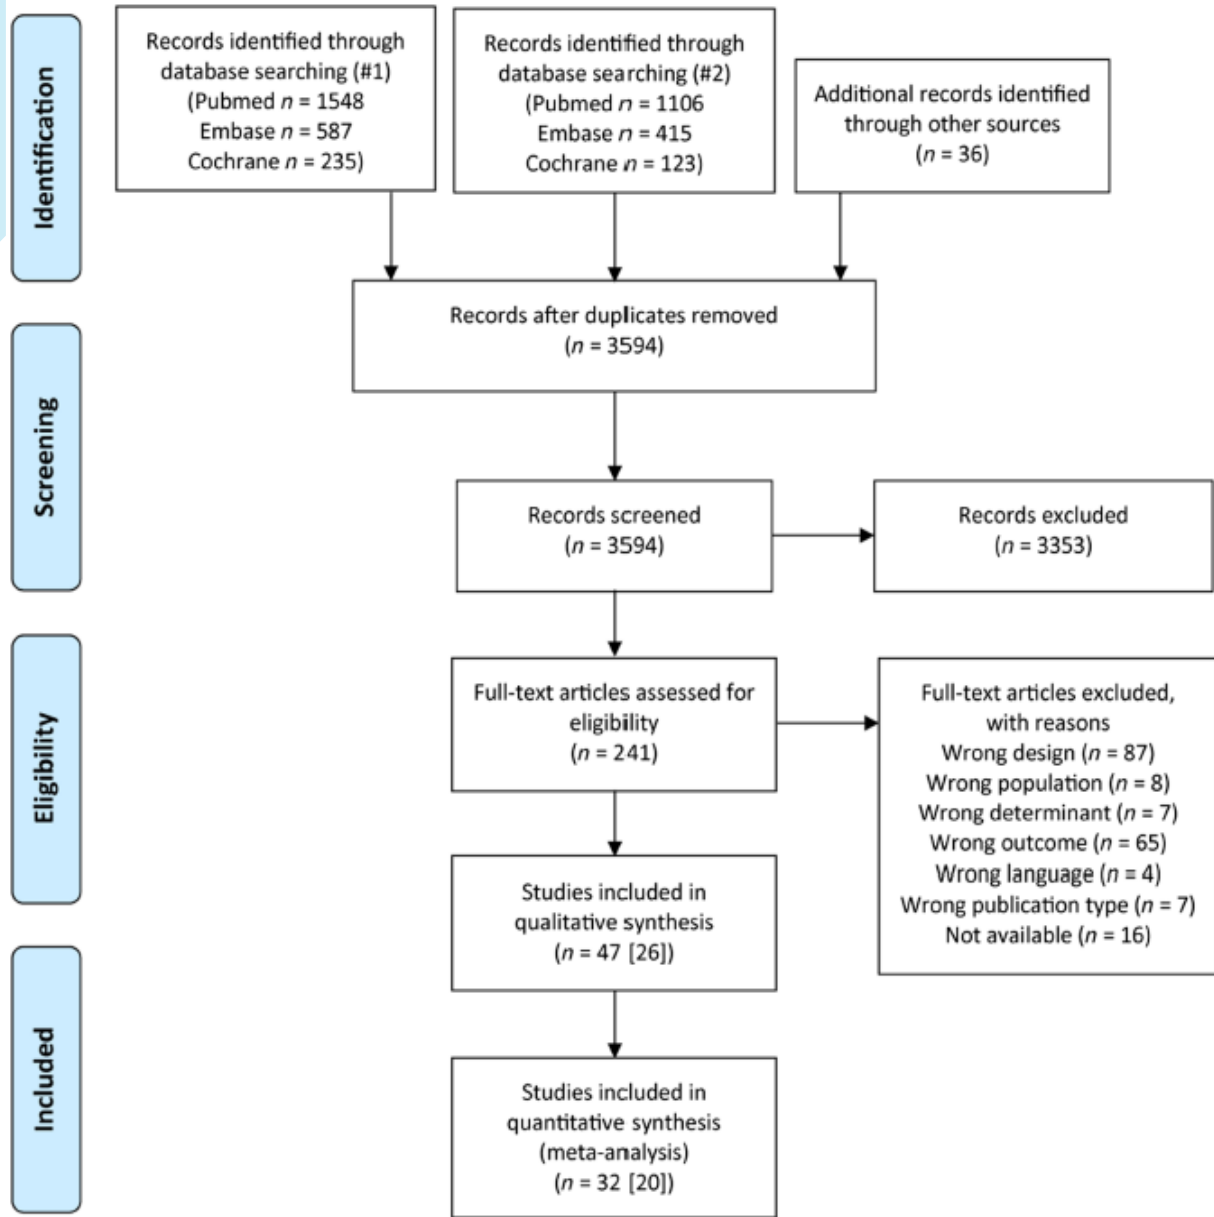 Identification
Records identified through
database searching (#1)
(Pubmed n = 1548
Embase n = 587
Cochrane n = 235)
Records identified through
database searching (#2)
(Pubmed n = 1106
Embase n = 415
Cochrane n = 123)
Additional records identified
through other sources
(n = 36)
Records after duplicates removed
(n = 3594)
Screening
Records screened
(n = 3594)
Records excluded
(n = 3353)
Eligibility
Full-text articles assessed for
eligibility
(n = 241)
Full-text articles excluded,
with reasons
Wrong design (n = 87)
Wrong population (n = 8)
Wrong determinant (n = 7)
Wrong outcome (n = 65)
Wrong language (n = 4)
Wrong publication type (n = 7)
Not available (n = 16)
Studies included in
qualitative synthesis
(n = 47 [26])
Included
Studies included in
quantitative synthesis
(meta-analysis)
(n = 32 [20])